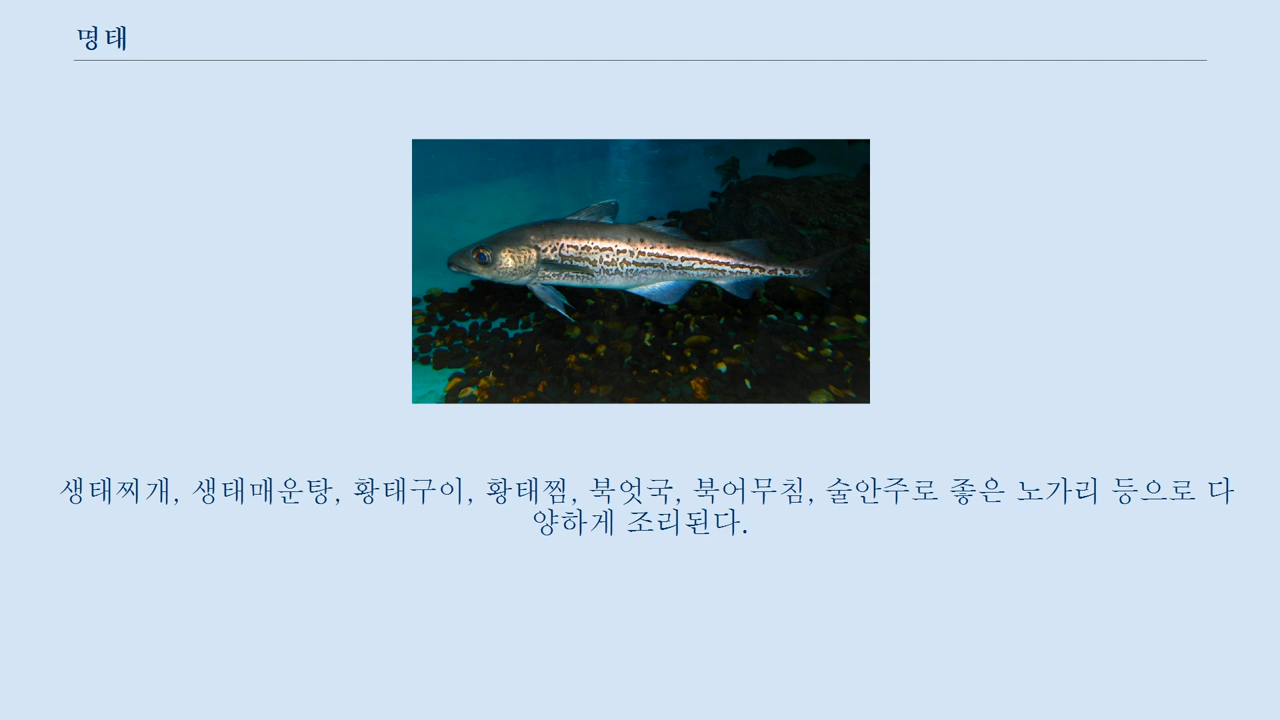 명태
생태찌개, 생태매운탕, 황태구이, 황태찜, 북엇국, 북어무침, 술안주로 좋은 노가리 등으로 다
양하게 조리된다.